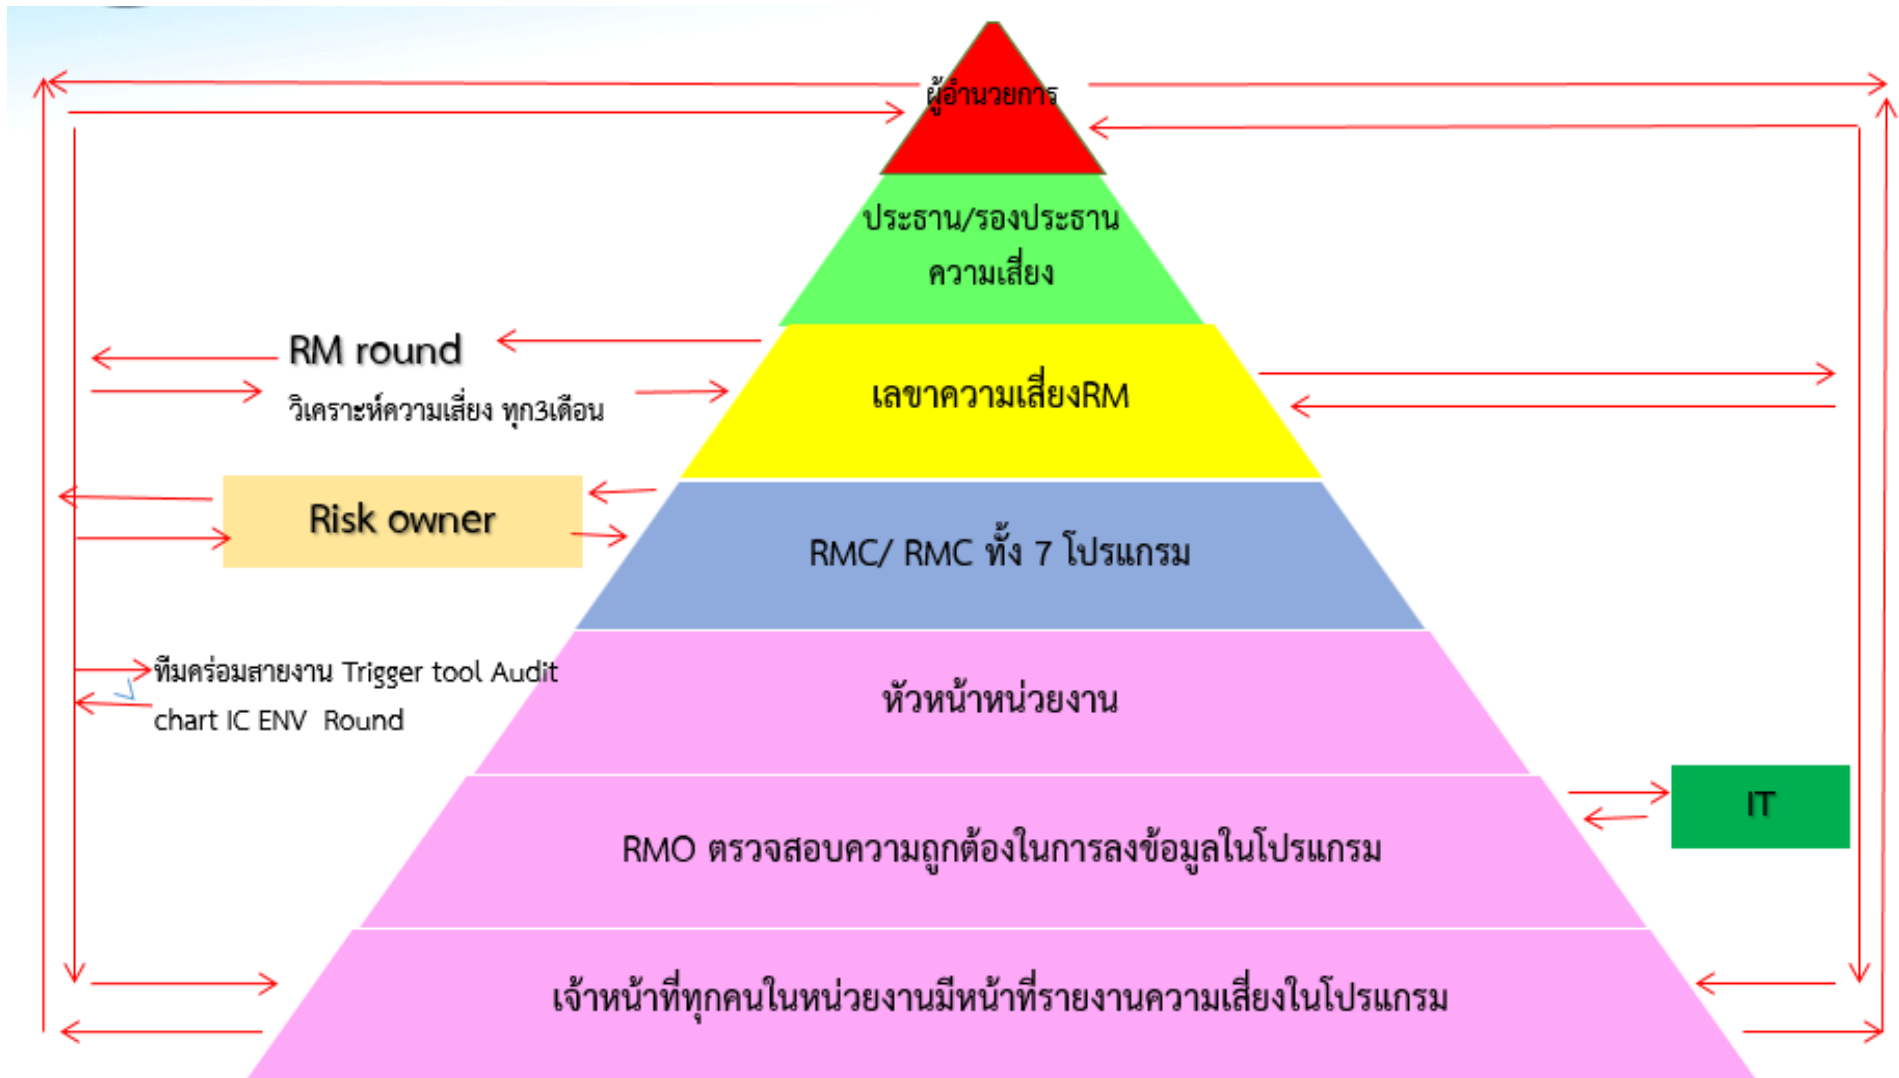 ผู้อำนวยการ
ประธาน/รองประธาน
ความเสี่ยง
RM round
วิเคราะห์ความเสี่ยง ทุก3เดือน
เลขาความเสี่ยงRM
Risk owner
RMC/ RMC ทั้ง 7 โปรแกรม
ทีมคร่อมสายงาน Trigger tool Audit
chart IC ENV Round
หัวหน้าหน่วยงาน
IT
RMO ตรวจสอบความถูกต้องในการลงข้อมูลในโปรแกรม
เจ้าหน้าที่ทุกคนในหน่วยงานมีหน้าที่รายงานความเสี่ยงในโปรแกรม